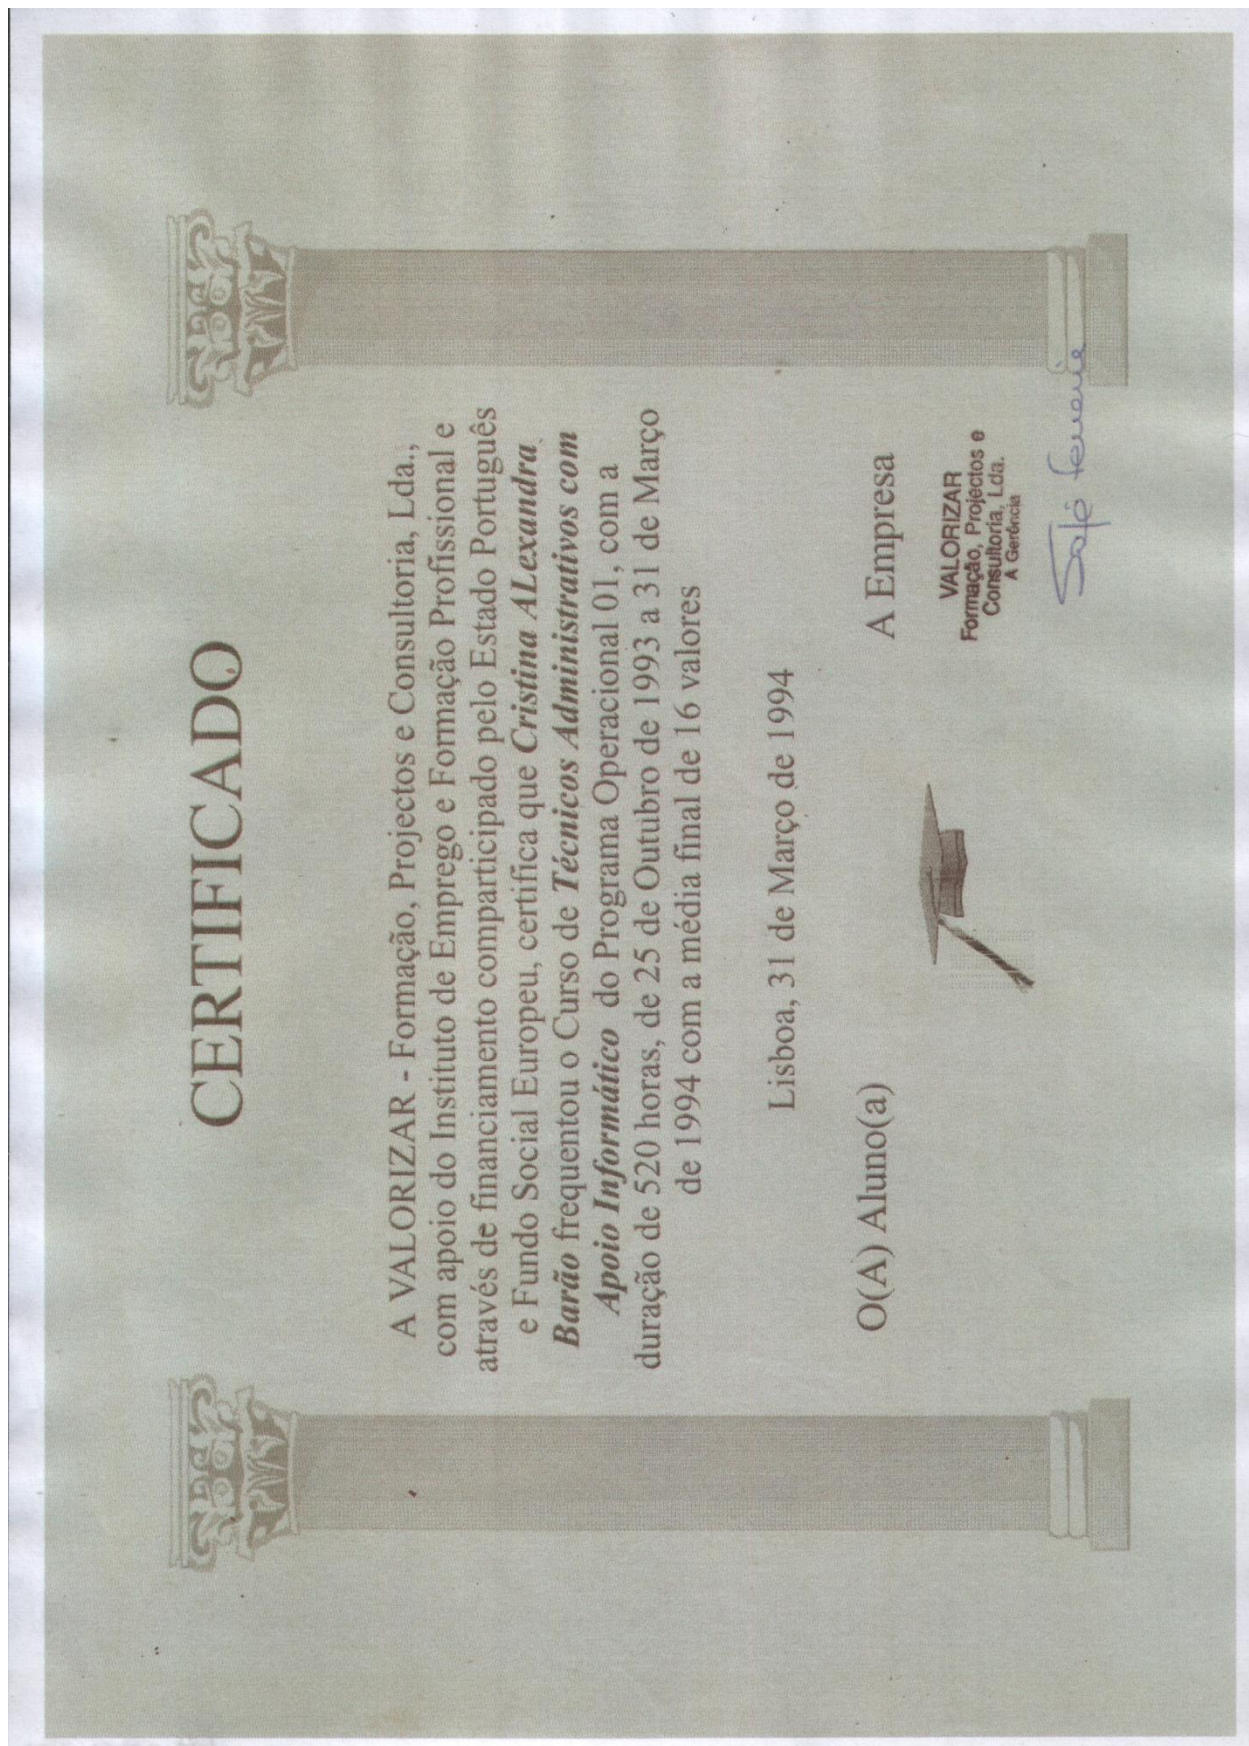 CERTIFICADO
A VALORIZAR - Formação, Projectos e Consultoria, Lda.,
com apoio do Instituto de Emprego e Formação Profissional e
através de financiamento comparticipado pelo Estado Português
e Fundo Social Europeu, certifica que Cristina ALexandra
Barão frequentou o Curso de Técnicos Administrativos com
Apoio Informático do Programa Operacional 01, com a
duração de 520 horas, de 25 de Outubro de 1993 a 31 de Março
de 1994 com a média final de 16 valores
Lisboa, 31 de Março de 1994
O(A) Aluno(a)
A Empresa
VALORIZAR
Formação, Projectos e
Consultoria, Lda.
A Gerência